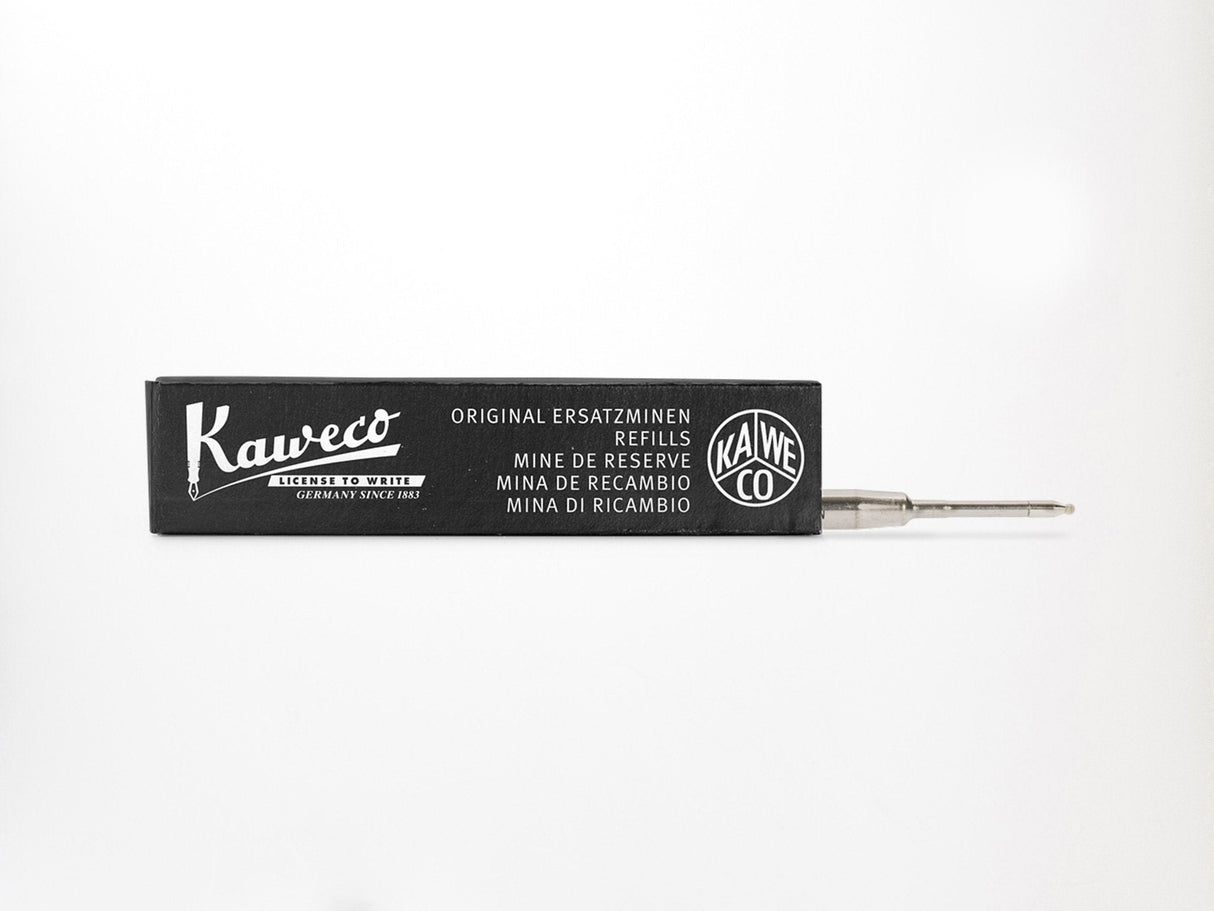 Kaweco
LICENSE TO WRITE
GERMANY SINCE 1883
ORIGINAL ERSATZMINEN
REFILLS
MINE DE RESERVE
MINA DE RECAMBIO
MINA DI RICAMBIO
KA WE
CO